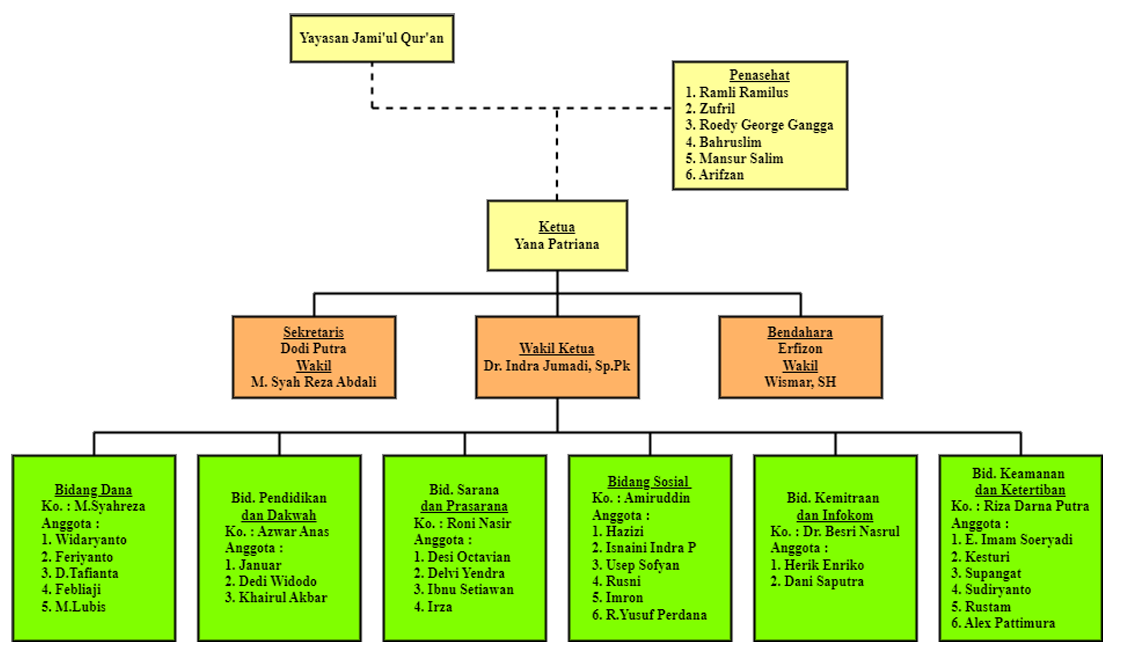 Yayasan Jami'ul Qur'an
Penasehat
1. Ramli Ramilus
2. Zufril
3. Roedy George Gangga
4. Bahruslim
5. Mansur Salim
6. Arifzan
Ketua
Yana Patriana
Sekretaris
Dodi Putra
Wakil
M. Syah Reza Abdali
Wakil Ketua
Dr. Indra Jumadi, Sp.Pk
Bendahara
Erfizon
Wakil
Wismar, SH
Bidang Dana
Ko. : M.Syahreza
Anggota :
1. Widaryanto
2. Feriyanto
3. D.Tafianta
4. Febliaji
5. M.Lubis
Bid. Pendidikan
dan Dakwah
Ko. : Azwar Anas
Anggota :
1. Januar
2. Dedi Widodo
3. Khairul Akbar
Bid. Sarana
dan Prasarana
Ko. : Roni Nasir
Anggota :
1. Desi Octavian
2. Delvi Yendra
3. Ibnu Setiawan
4. Irza
Bidang Sosial
Ko. : Amiruddin
Anggota :
1. Hazizi
2. Isnaini Indra P
3. Usep Sofyan
4. Rusni
5. Imron
6. R.Yusuf Perdana
Bid. Kemitraan
dan Infokom
Ko. : Dr. Besri Nasrul
Anggota :
1. Herik Enriko
2. Dani Saputra
Bid. Keamanan
dan Ketertiban
Ko. : Riza Darna Putra
Anggota :
1. E. Imam Soeryadi
2. Kesturi
3. Supangat
4. Sudiryanto
5. Rustam
6. Alex Pattimura